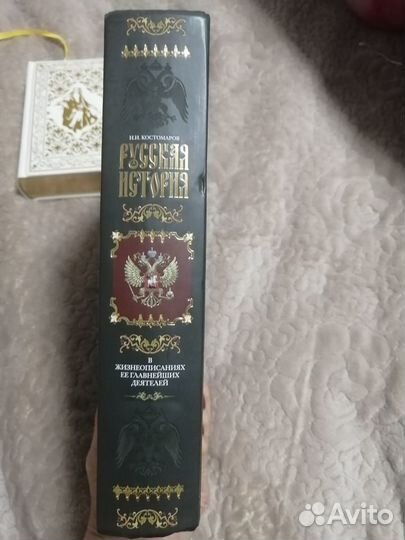 Н.И. КОСТОМАРОВ
РУССКАЯ
ИСТОРИЯ
В
ЖИЗНЕОПИСАНИЯХ
ЕЕ ГЛАВНЕЙШИХ
ДЕЯТЕЛЕЙ
Avito